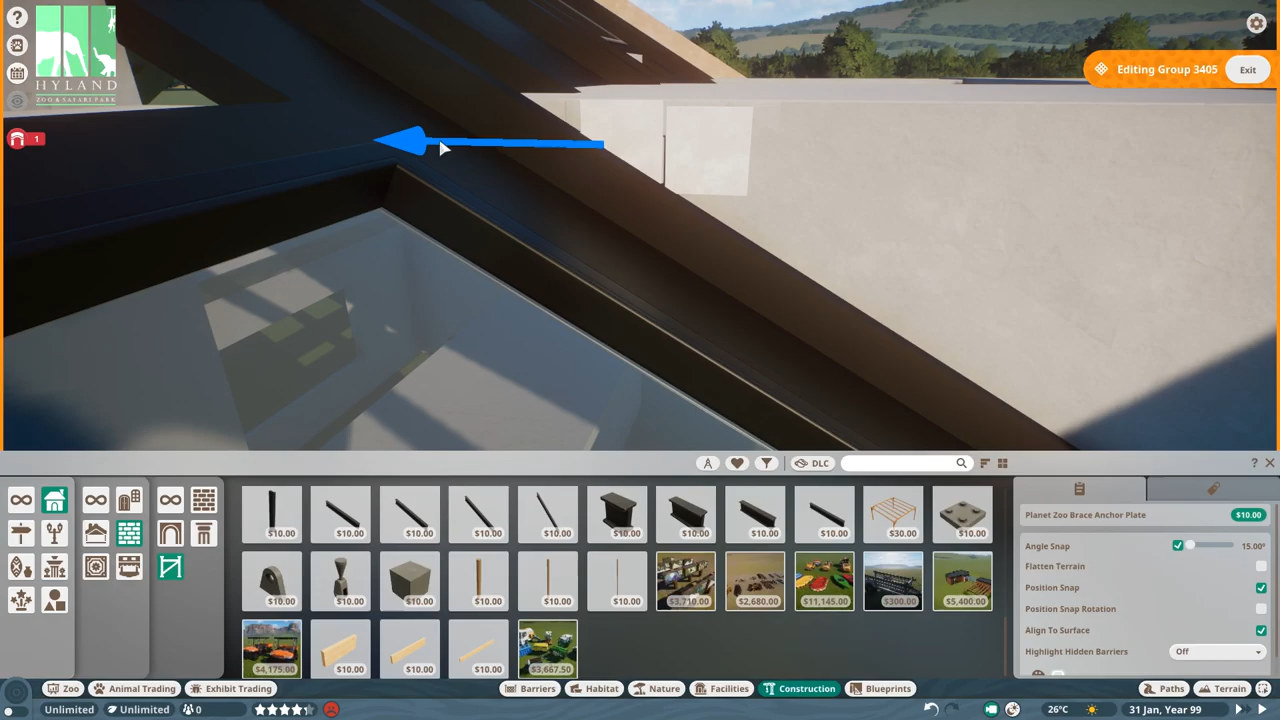 HYLAND
ZOO & SAFARI PARK
1
Editing Group 3405
Exit
DLC
$10.00 $10.00 $10.00 $10.00 $10.00 $10.00 $10.00 $10.00 $10.00 $30.00 $10.00
$10.00 $10.00 $10.00 $10.00 $10.00 $10.00 $3,710.00 $2,680.00 $11,145.00 $300.00 $5,400.00
$4,175.00 $10.00 $10.00 $10.00 $3,667.50
Planet Zoo Brace Anchor Plate $10.00
Angle Snap 15.00°
Flatten Terrain
Position Snap
Position Snap Rotation
Align To Surface
Highlight Hidden Barriers Off
Zoo Animal Trading Exhibit Trading Barriers Habitat Nature Facilities Construction Blueprints Paths Terrain
Unlimited Unlimited 0 26°C 31 Jan, Year 99